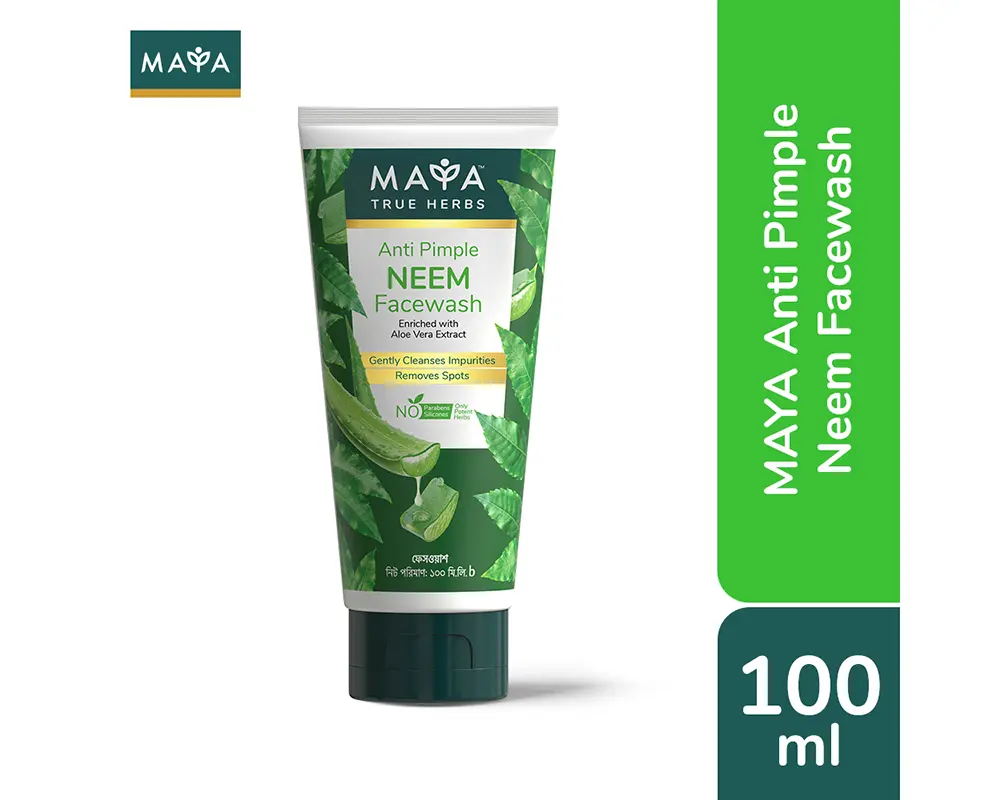 MAYA
MAYA™
TRUE HERBS
Anti Pimple
NEEM
Facewash
Enriched with
Aloe Vera Extract
Gently Cleanses Impurities
Removes Spots
NO Parabens Silicones Only Potent Herbs
ফেসওয়াশ
নিট পরিমাণ: ১০০ মি.লি. b
MAYA Anti Pimple
Neem Facewash
100
ml